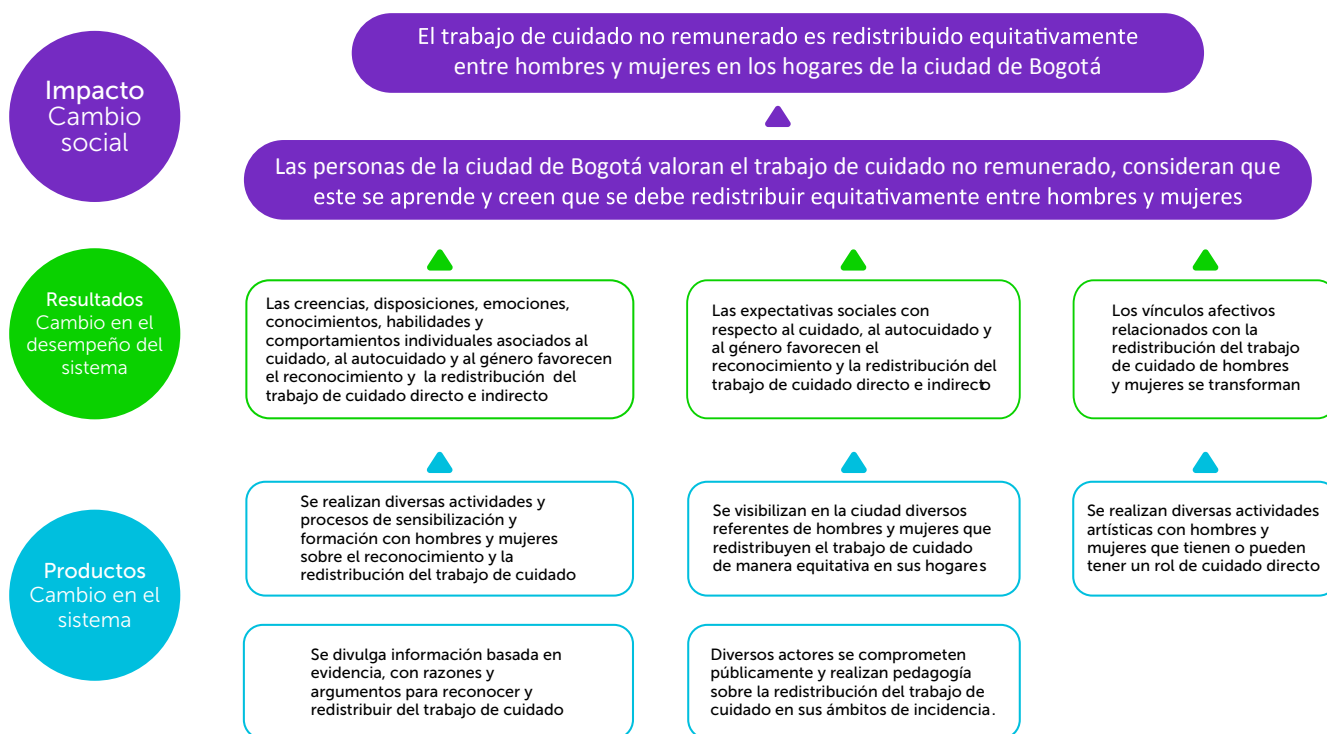 Impacto
Cambio
social
El trabajo de cuidado no remunerado es redistribuido equitativamente
entre hombres y mujeres en los hogares de la ciudad de Bogotá
Las personas de la ciudad de Bogotá valoran el trabajo de cuidado no remunerado, consideran que
este se aprende y creen que se debe redistribuir equitativamente entre hombres y mujeres
Resultados
Cambio en el
desempeño del
sistema
Las creencias, disposiciones, emociones,
conocimientos, habilidades y
comportamientos individuales asociados al
cuidado, al autocuidado y al género favorecen
el reconocimiento y la redistribución del
trabajo de cuidado directo e indirecto
Las expectativas sociales con
respecto al cuidado, al autocuidado y
al género favorecen el
reconocimiento y la redistribución del
trabajo de cuidado directo e indirecto
Los vínculos afectivos
relacionados con la
redistribución del trabajo
de cuidado de hombres
y mujeres se transforman
Productos
Cambio en el
sistema
Se realizan diversas actividades y
procesos de sensibilización y
formación con hombres y mujeres
sobre el reconocimiento y la
redistribución del trabajo de cuidado
Se visibilizan en la ciudad diversos
referentes de hombres y mujeres que
redistribuyen el trabajo de cuidado
de manera equitativa en sus hogares
Se realizan diversas actividades
artísticas con hombres y
mujeres que tienen o pueden
tener un rol de cuidado directo
Se divulga información basada en
evidencia, con razones y
argumentos para reconocer y
redistribuir del trabajo de cuidado
Diversos actores se comprometen
públicamente y realizan pedagogía
sobre la redistribución del trabajo de
cuidado en sus ámbitos de incidencia.